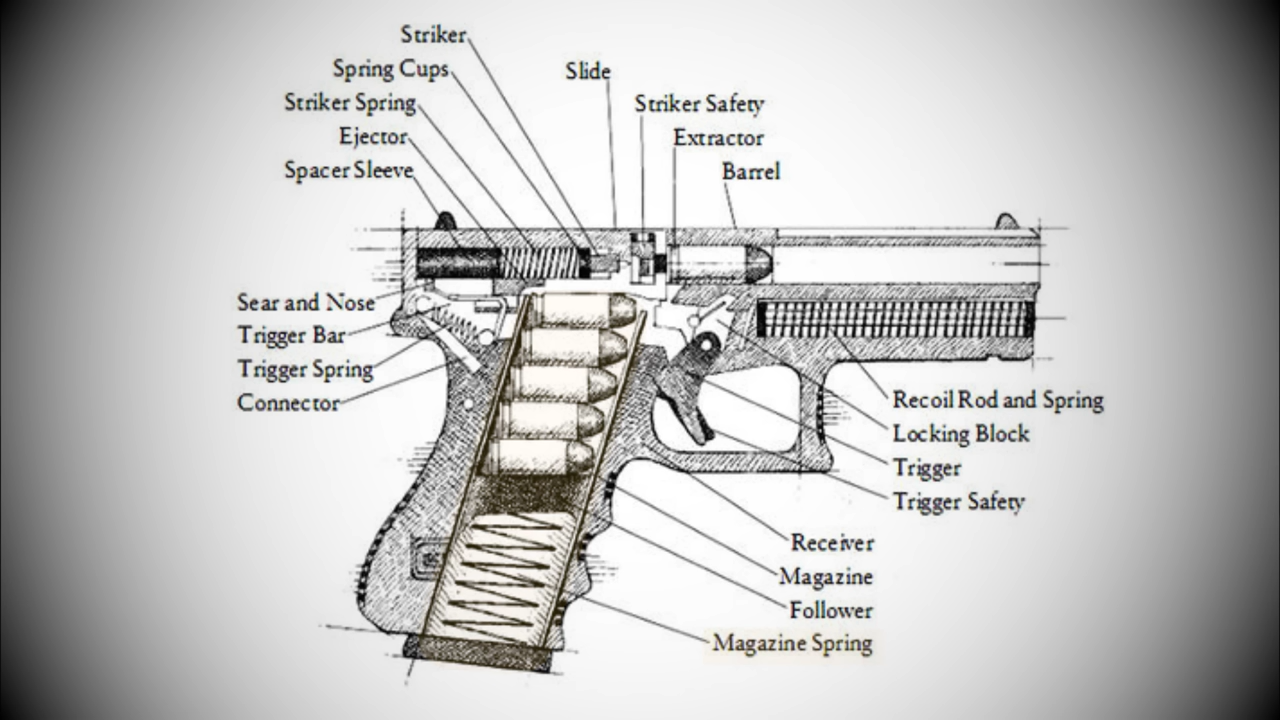 Striker
Spring Cups
Slide
Striker Spring
Striker Safety
Ejector
Extractor
Spacer Sleeve
Barrel
Sear and Nose
Trigger Bar
Trigger Spring
Connector
Recoil Rod and Spring
Locking Block
Trigger
Trigger Safety
Receiver
Magazine
Follower
Magazine Spring